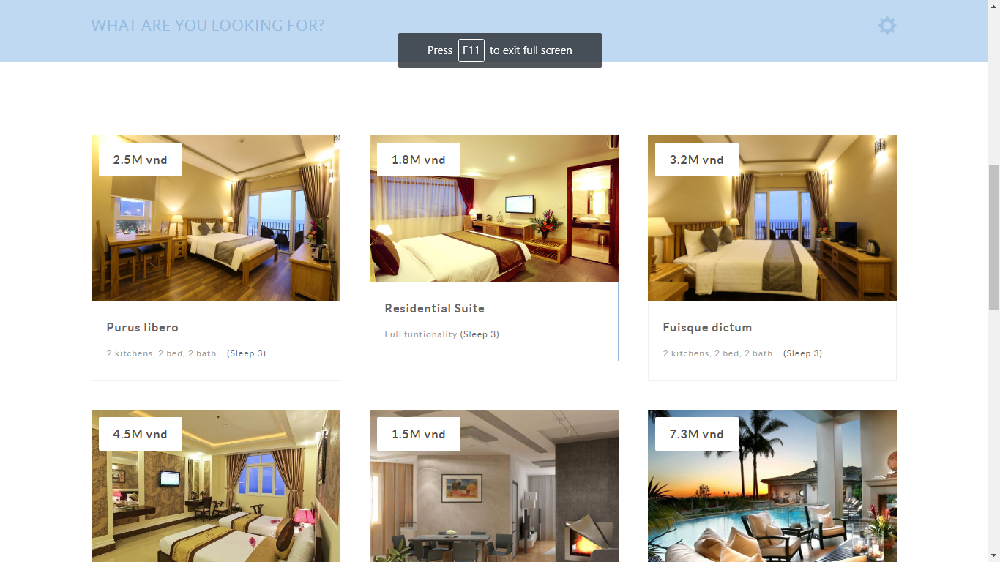 WHAT ARE YOU LOOKING FOR?
Press F11 to exit full screen
2.5M vnd
1.8M vnd
3.2M vnd
Purus libero
2 kitchens, 2 bed, 2 bath... (Sleep 3)
Residential Suite
Full funtionality (Sleep 3)
Fuisque dictum
2 kitchens, 2 bed, 2 bath... (Sleep 3)
4.5M vnd
1.5M vnd
7.3M vnd